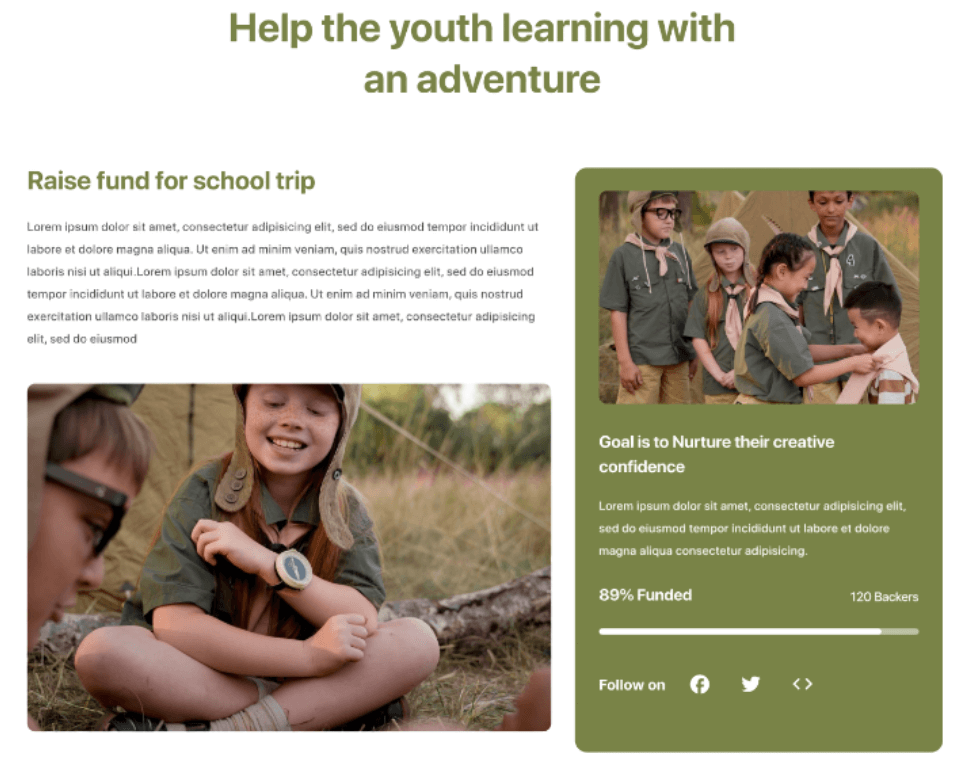 Help the youth learning with
an adventure
Raise fund for school trip
Lorem ipsum dolor sit amet, consectetur adipisicing elit, sed do eiusmod tempor incididunt ut
labore et dolore magna aliqua. Ut enim ad minim veniam, quis nostrud exercitation ullamco
laboris nisi ut aliqui.Lorem ipsum dolor sit amet, consectetur adipisicing elit, sed do eiusmod
tempor incididunt ut labore et dolore magna aliqua. Ut enim ad minim veniam, quis nostrud
exercitation ullamco laboris nisi ut aliqui.Lorem ipsum dolor sit amet, consectetur adipisicing
elit, sed do eiusmod
4
Goal is to Nurture their creative
confidence
Lorem ipsum dolor sit amet, consectetur adipisicing elit,
sed do eiusmod tempor incididunt ut labore et dolore
magna aliqua consectetur adipisicing.
89% Funded
120 Backers
Follow on